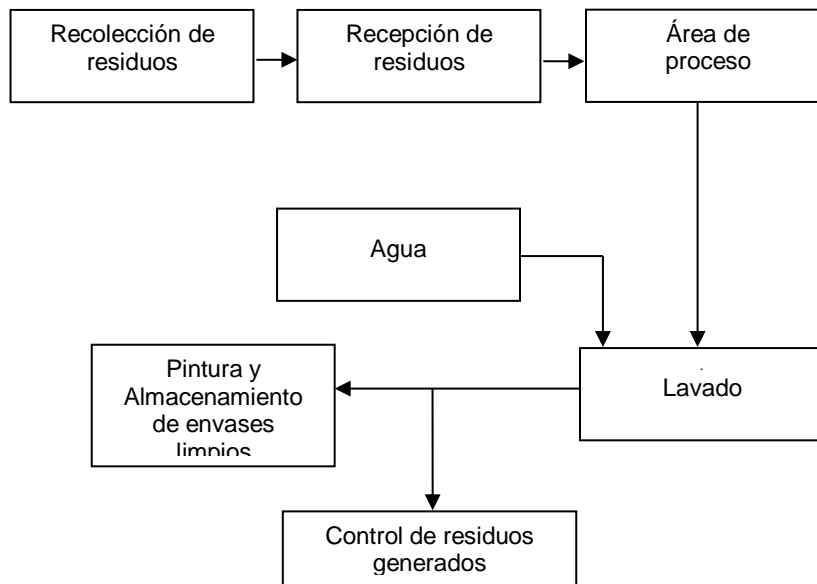 Recolección de
residuos
Recepción de
residuos
Área de
proceso
Agua
Pintura y
Almacenamiento
de envases
limpios
Lavado
Control de residuos
generados